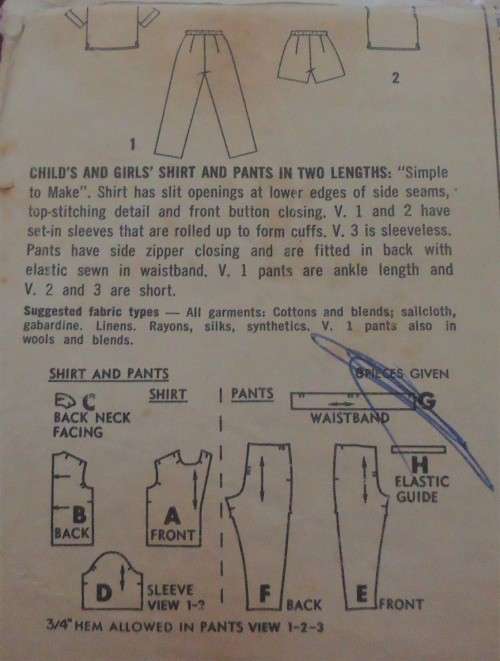 1
2
CHILD'S AND GIRLS' SHIRT AND PANTS IN TWO LENGTHS: "Simple
to Make". Shirt has slit openings at lower edges of side seams,
top-stitching detail and front button closing. V. 1 and 2 have
set-in sleeves that are rolled up to form cuffs. V. 3 is sleeveless.
Pants have side zipper closing and are fitted in back with
elastic sewn in waistband. V. 1 pants are ankle length and
V. 2 and 3 are short.
Suggested fabric types — All garments: Cottons and blends; sailcloth,
gabardine. Linens. Rayons, silks, synthetics. V. 1 pants also in
wools and blends.
SHIRT AND PANTS
8 PIECES GIVEN
SHIRT
PANTS
C
BACK NECK
FACING
G
WAISTBAND
H
ELASTIC
GUIDE
B
BACK
A
FRONT
D
SLEEVE
VIEW 1-2
F
BACK
E
FRONT
3/4" HEM ALLOWED IN PANTS VIEW 1-2-3